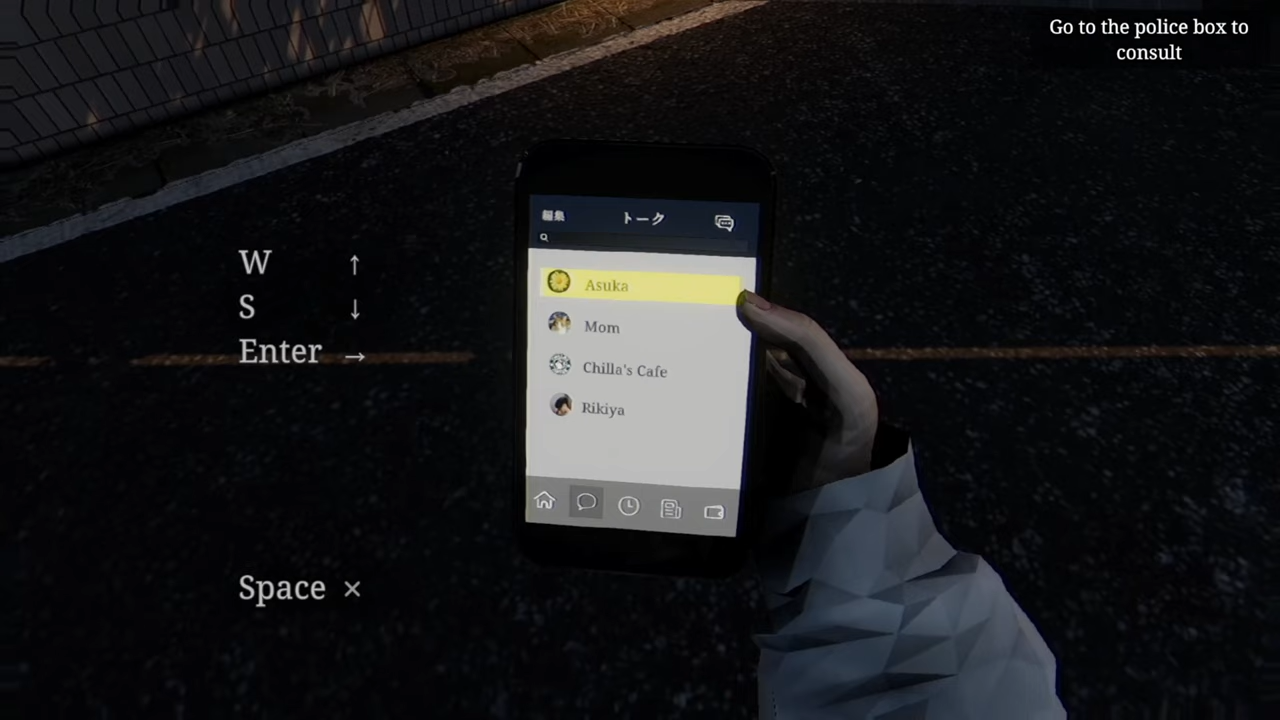 Go to the police box to
consult
編集
トーク
Asuka
Mom
Chilla's Cafe
Rikiya
W ↑
S ↓
Enter →
Space ×